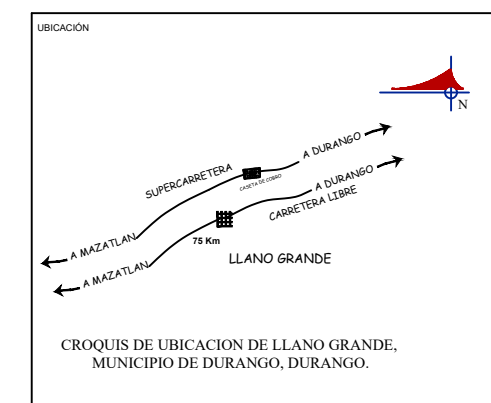 UBICACIÓN
N
A DURANGO
SUPERCARRETERA
CASETA DE COBRO
A DURANGO
CARRETERA LIBRE
A MAZATLAN
75 Km
LLANO GRANDE
A MAZATLAN
CROQUIS DE UBICACION DE LLANO GRANDE,
MUNICIPIO DE DURANGO, DURANGO.